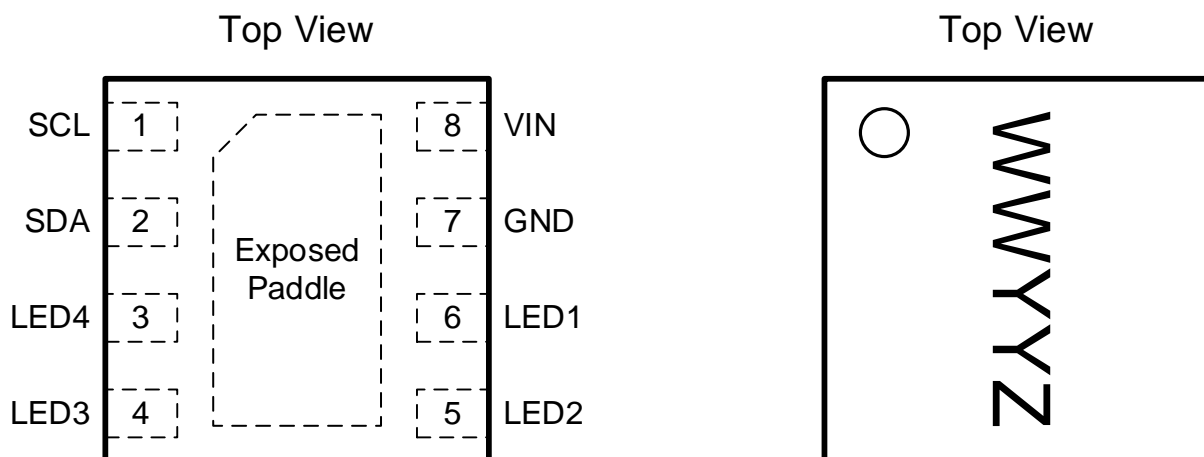 Top View
SCL 1 8 VIN
SDA 2 7 GND
Exposed
Paddle
LED4 3 6 LED1
LED3 4 5 LED2
Top View
WWYYZ